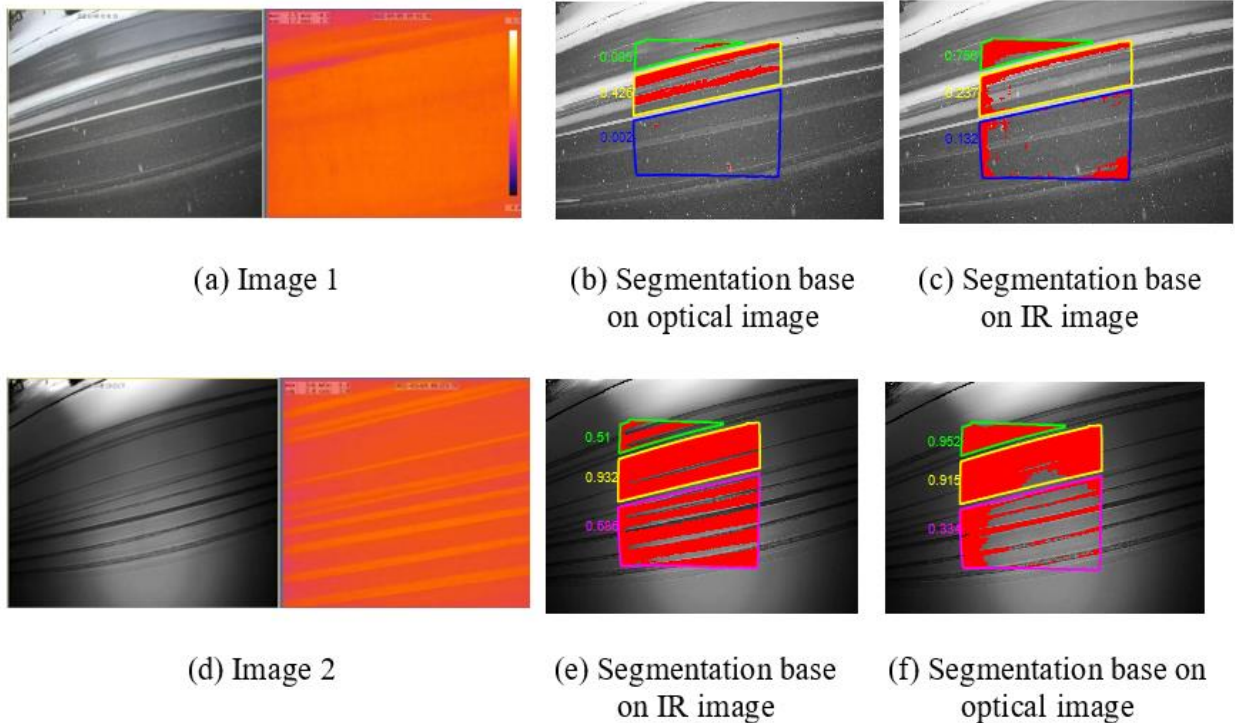 0.086
0.426
0.002
0.766
0.237
0.132
(a) Image 1
(b) Segmentation base
on optical image
(c) Segmentation base
on IR image
0.51
0.932
0.686
0.952
0.915
0.334
(d) Image 2
(e) Segmentation base
on IR image
(f) Segmentation base on
optical image